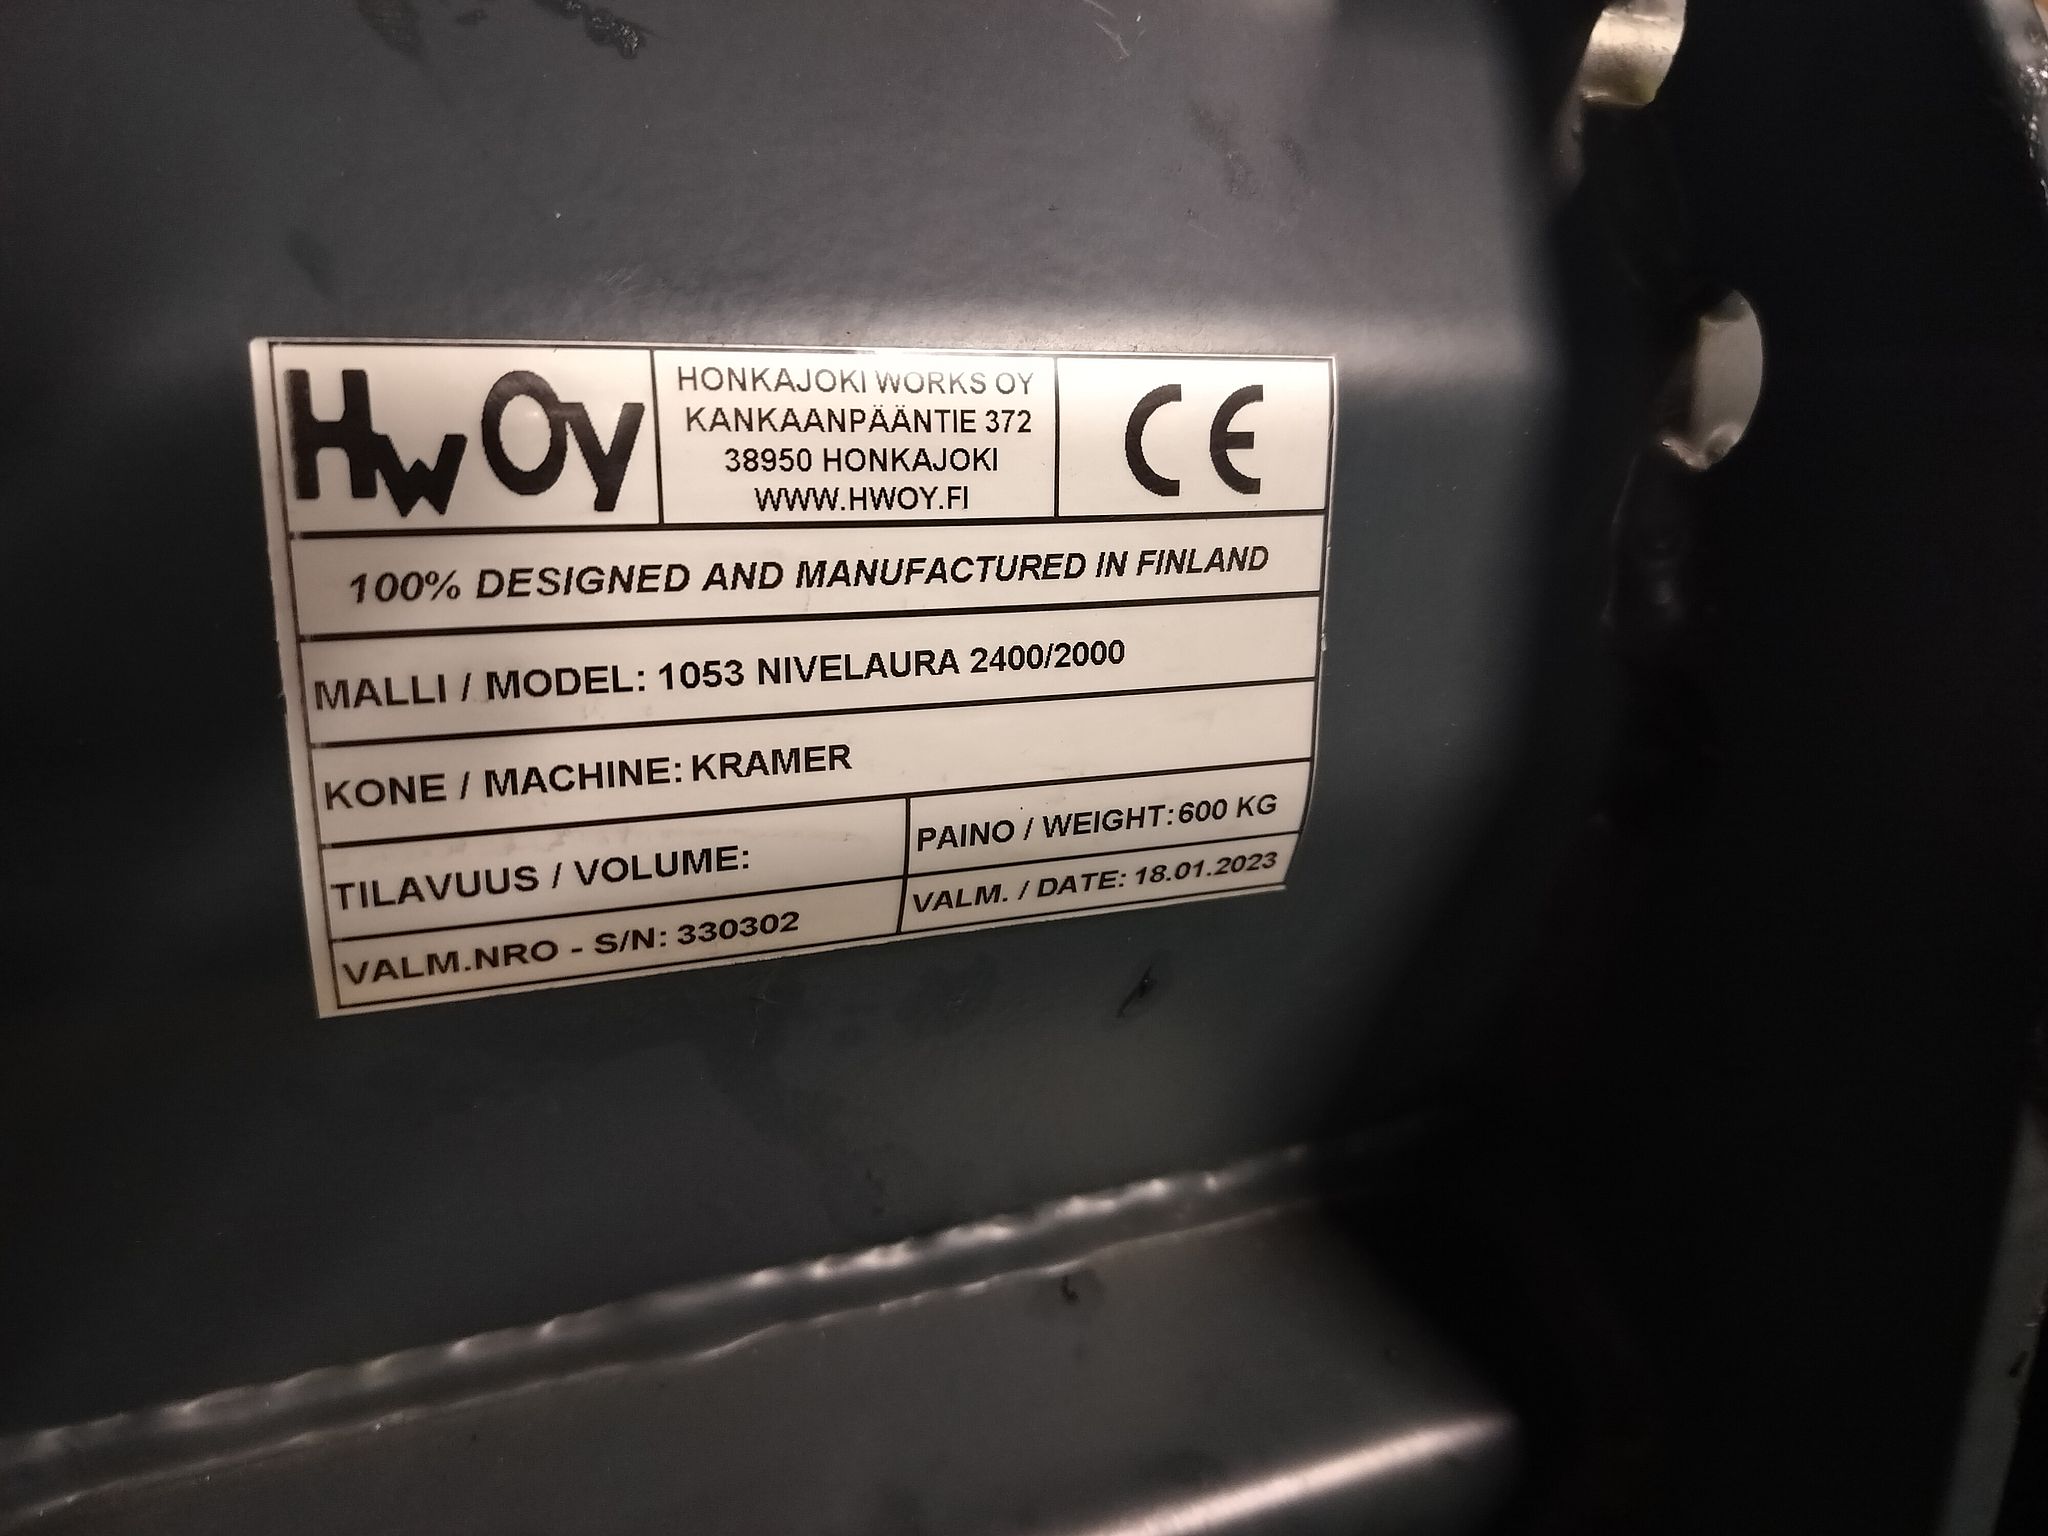 HwOy
HONKAJOKI WORKS OY
KANKAANPÄÄNTIE 372
38950 HONKAJOKI
WWW.HWOY.FI
CE
100% DESIGNED AND MANUFACTURED IN FINLAND
MALLI / MODEL: 1053 NIVELAURA 2400/2000
KONE / MACHINE: KRAMER
TILAVUUS / VOLUME:
PAINO / WEIGHT: 600 KG
VALM.NRO - S/N: 330302
VALM. / DATE: 18.01.2023